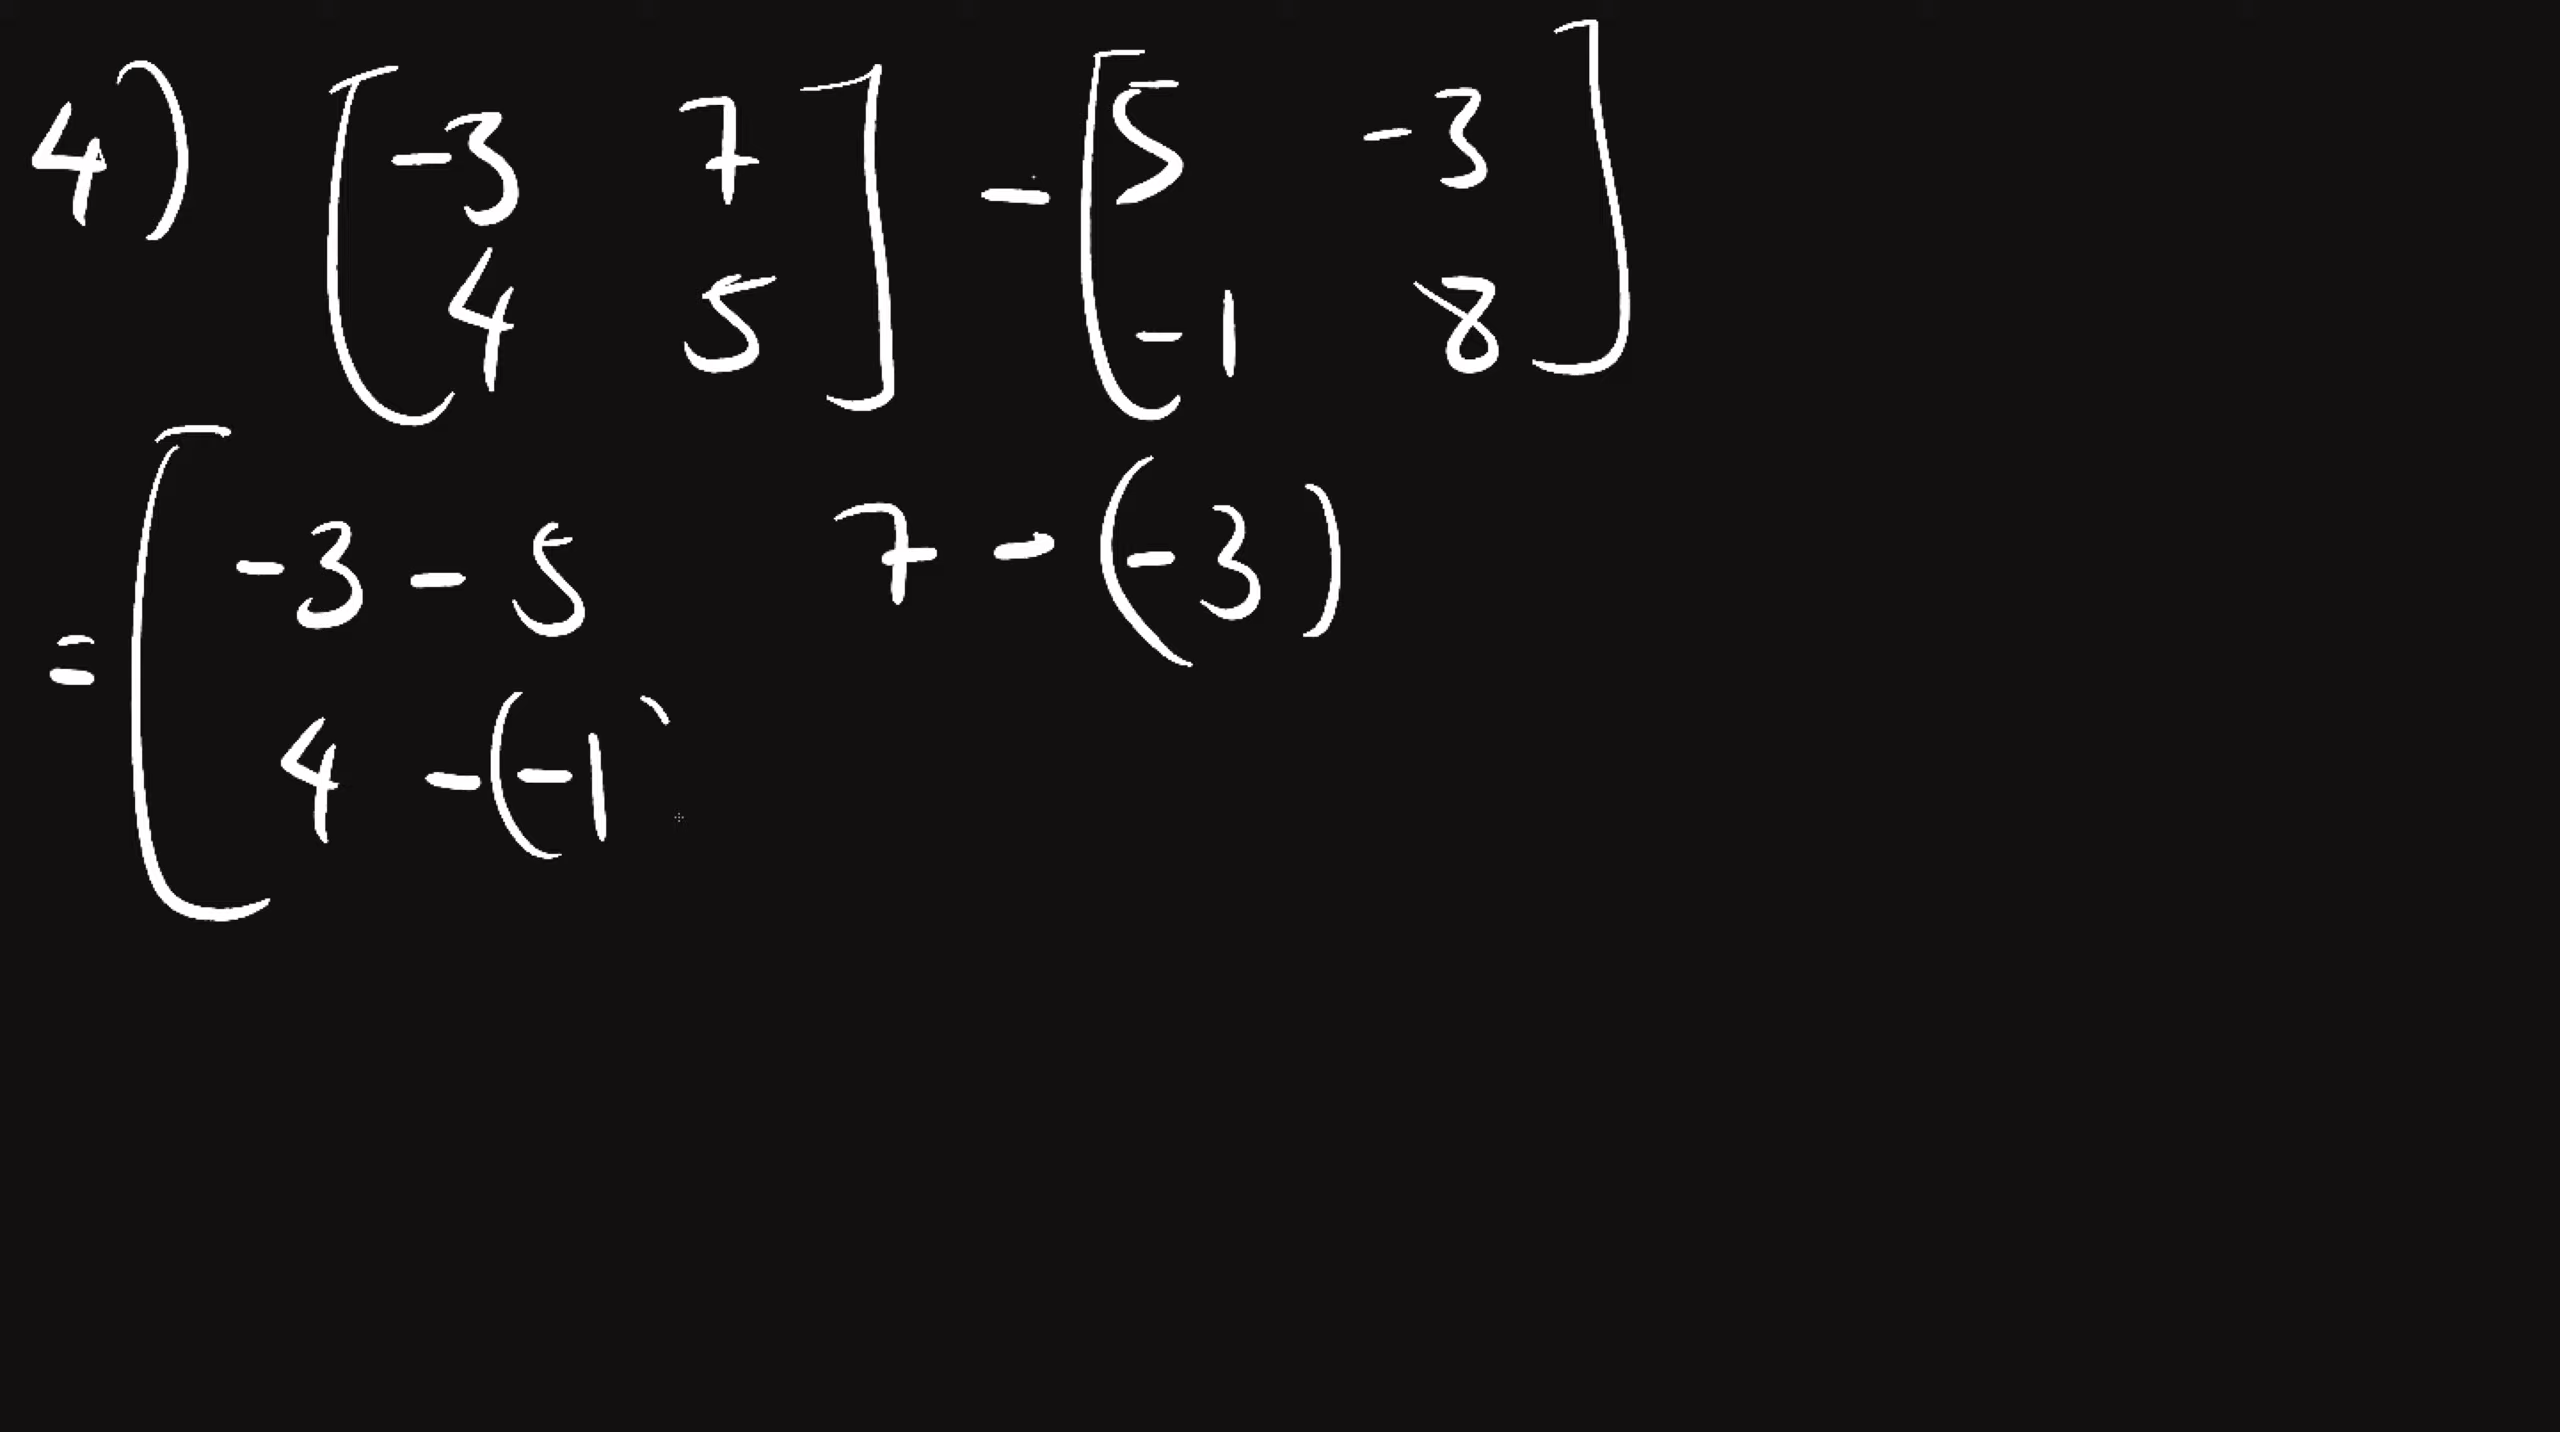 4) [-3 7] - [5 -3]
[4 5] [-1 8]
= [-3 - 5 7 - (-3)
4 - (-1)